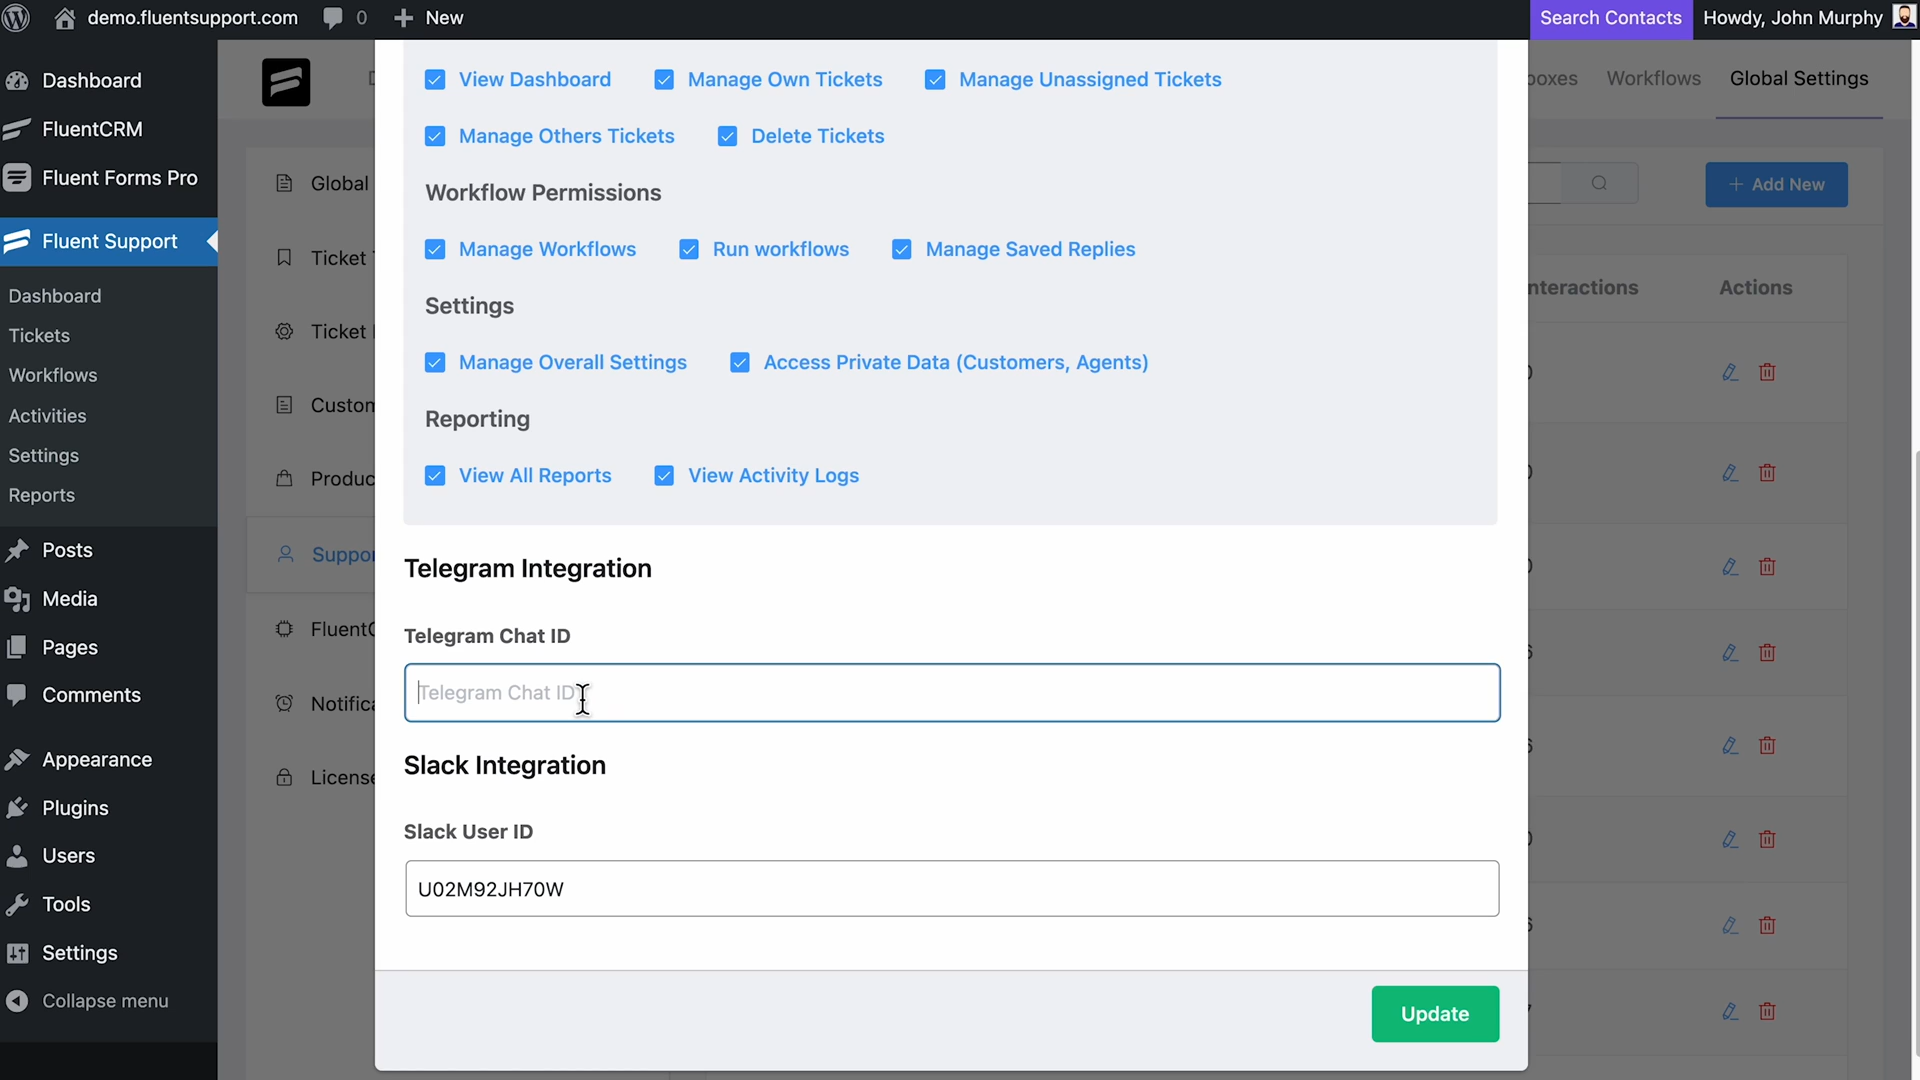 demo.fluentsupport.com 0 New Search Contacts Howdy, John Murphy
Dashboard
FluentCRM
Fluent Forms Pro
Fluent Support
Dashboard
Tickets
Workflows
Activities
Settings
Reports
Posts
Media
Pages
Comments
Appearance
Plugins
Users
Tools
Settings
Collapse menu
boxes Workflows Global Settings
Global
Ticket
Ticket
Custom
Produc
Suppor
FluentC
Notifica
License
Add New
nteractions Actions
View Dashboard Manage Own Tickets Manage Unassigned Tickets
Manage Others Tickets Delete Tickets
Workflow Permissions
Manage Workflows Run workflows Manage Saved Replies
Settings
Manage Overall Settings Access Private Data (Customers, Agents)
Reporting
View All Reports View Activity Logs
Telegram Integration
Telegram Chat ID
Telegram Chat ID
Slack Integration
Slack User ID
U02M92JH70W
Update